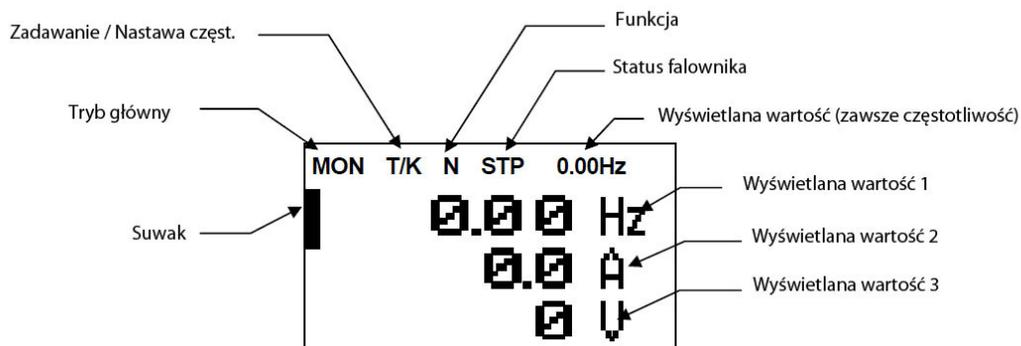 Zadawanie / Nastawa częst.
Funkcja
Status falownika
Tryb główny
Wyświetlana wartość (zawsze częstotliwość)
MON T/K N STP 0.00Hz
Wyświetlana wartość 1
0.00 Hz
Suwak
Wyświetlana wartość 2
0.0 A
Wyświetlana wartość 3
0 V